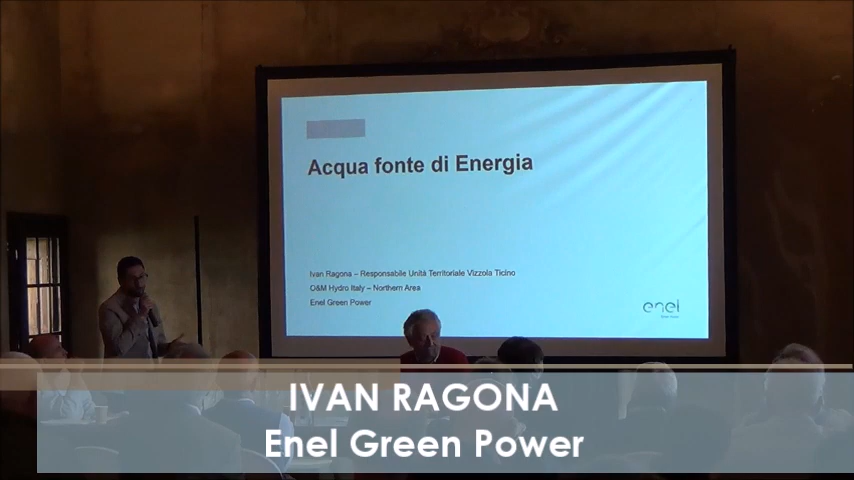 Acqua fonte di Energia
Ivan Ragona – Responsabile Unità Territoriale Vizzola Ticino
O&M Hydro Italy – Northern Area
Enel Green Power
enel
IVAN RAGONA
Enel Green Power